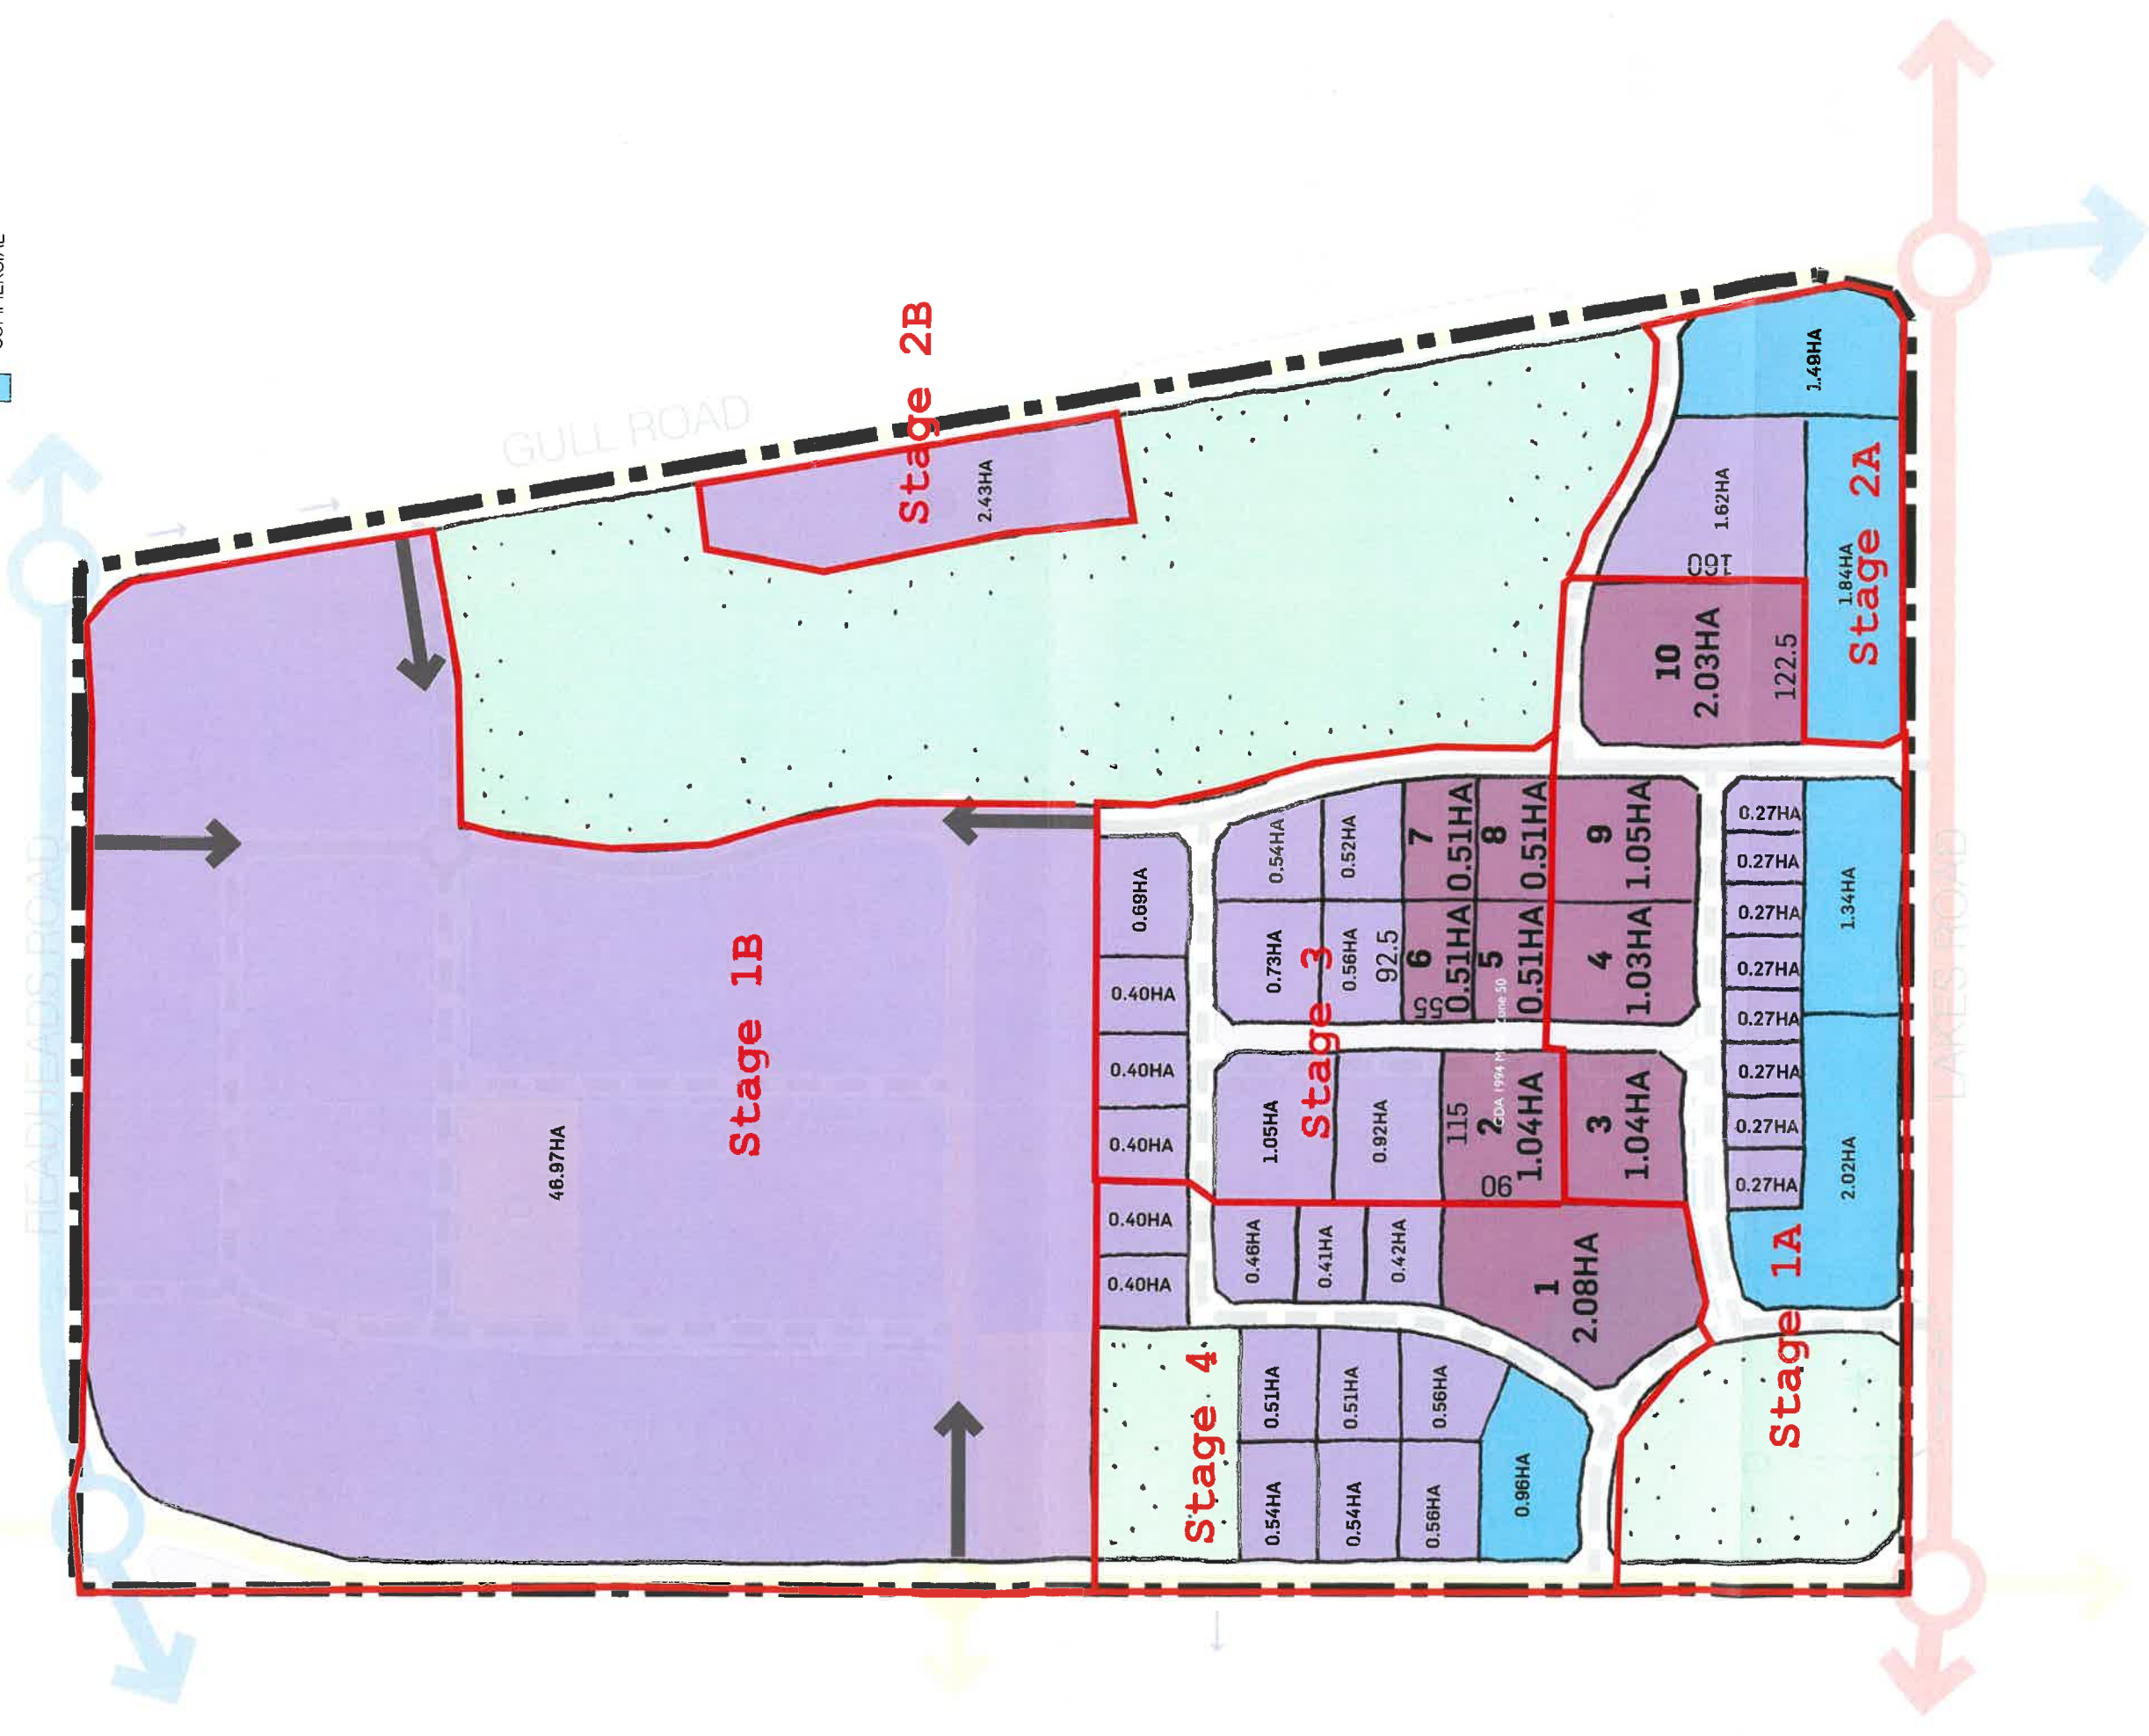 COMMERCIAL
READHEADS ROAD
GULL ROAD
LAKES ROAD
Stage 1B
46.97HA
Stage 2B
2.43HA
Stage 2A
1.49HA
1.62HA
1.84HA
10
2.03HA
122.5
Stage 3
0.69HA
0.40HA
0.40HA
0.40HA
0.54HA
0.52HA
0.73HA
0.56HA
92.5
7
0.51HA
8
0.51HA
6
0.51HA
55
5
0.51HA
1.05HA
0.92HA
115
2
1.04HA
90
GDA 1994 M
one 50
Stage 1A
9
1.05HA
4
1.03HA
3
1.04HA
0.27HA
0.27HA
0.27HA
0.27HA
0.27HA
0.27HA
0.27HA
0.27HA
1.34HA
2.02HA
Stage 4
0.40HA
0.40HA
0.46HA
0.41HA
0.42HA
1
2.08HA
0.51HA
0.51HA
0.56HA
0.54HA
0.54HA
0.56HA
0.96HA